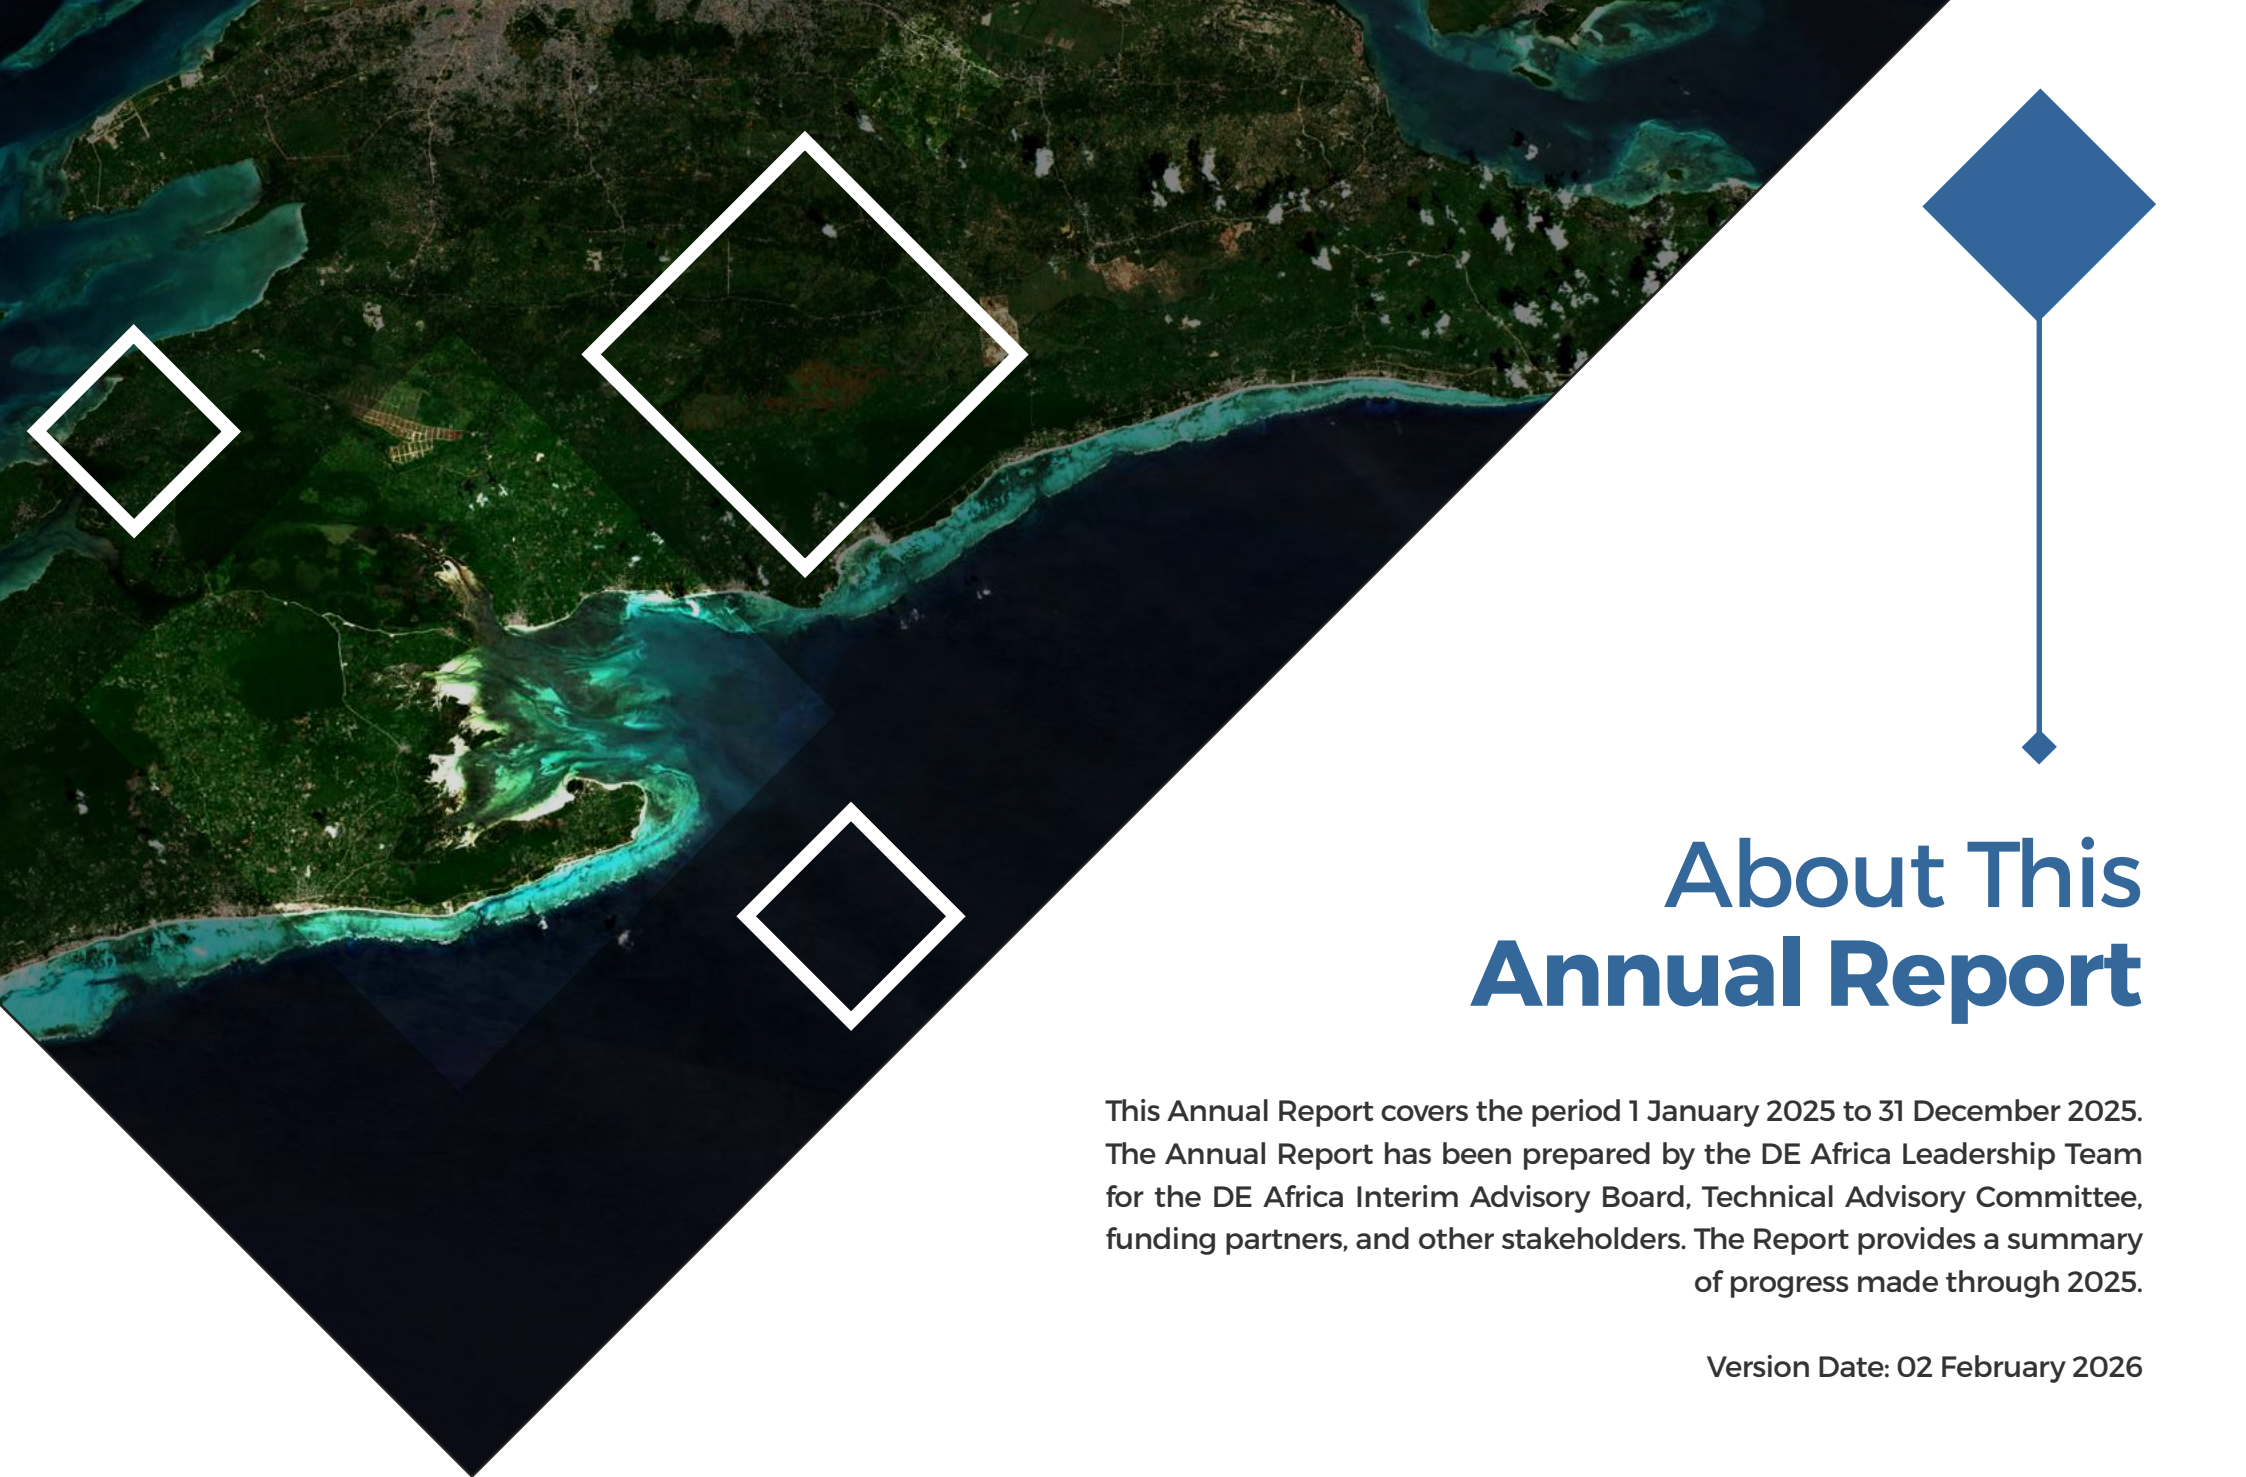 About This
Annual Report
This Annual Report covers the period 1 January 2025 to 31 December 2025.
The Annual Report has been prepared by the DE Africa Leadership Team
for the DE Africa Interim Advisory Board, Technical Advisory Committee,
funding partners, and other stakeholders. The Report provides a summary
of progress made through 2025.
Version Date: 02 February 2026